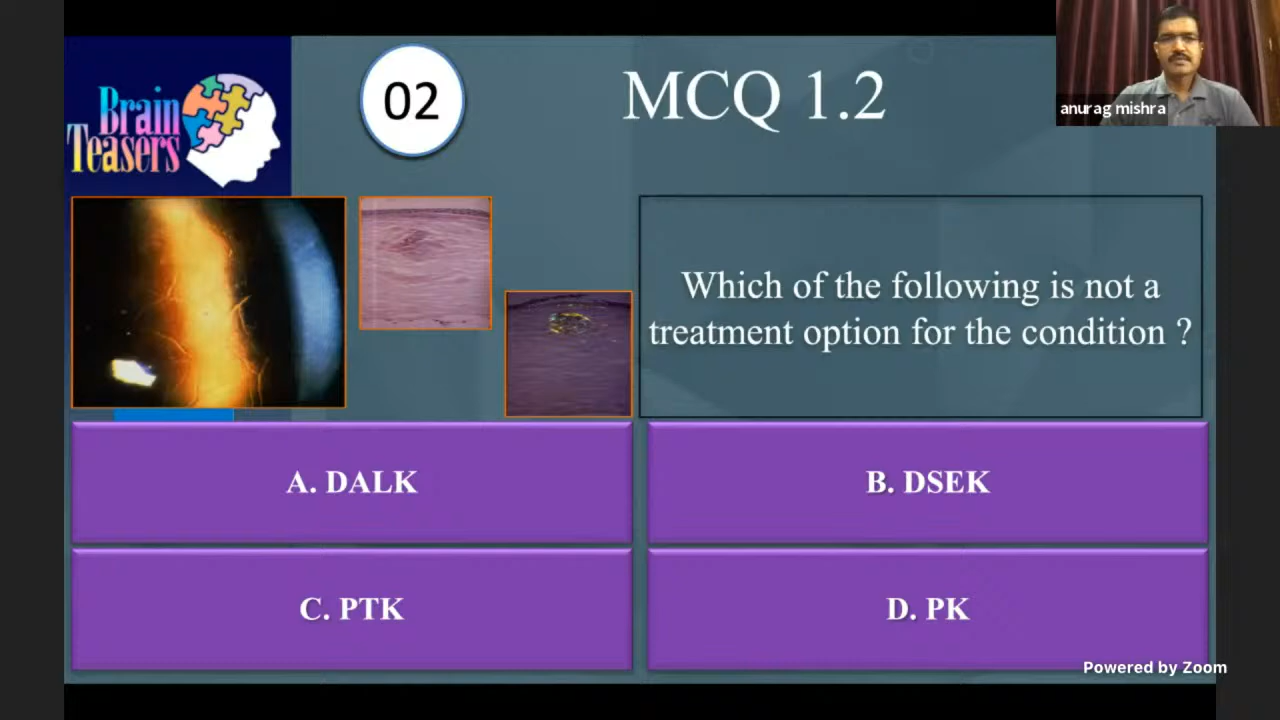 Brain
Teasers
02
MCQ 1.2
anurag mishra
Which of the following is not a
treatment option for the condition ?
A. DALK
B. DSEK
C. PTK
D. PK
Powered by Zoom